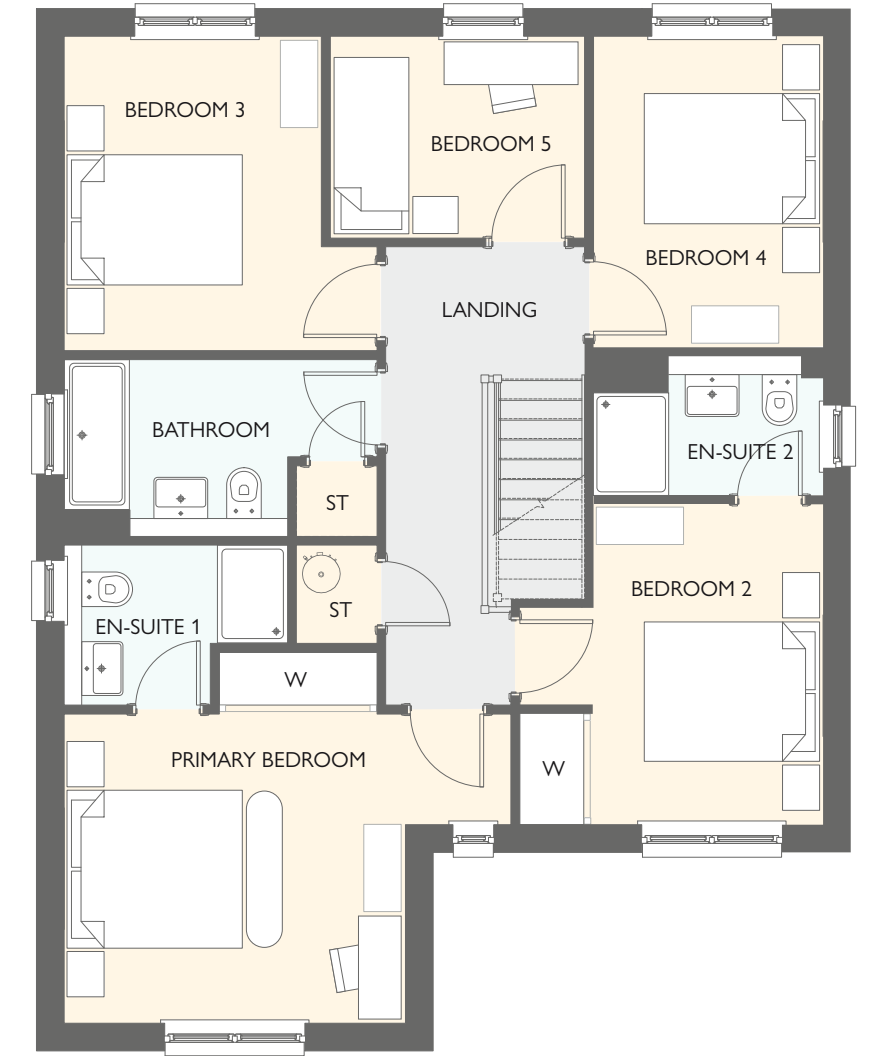 BEDROOM 3
BEDROOM 5
BEDROOM 4
LANDING
BATHROOM
EN-SUITE 2
ST
BEDROOM 2
ST
EN-SUITE 1
W
PRIMARY BEDROOM
W